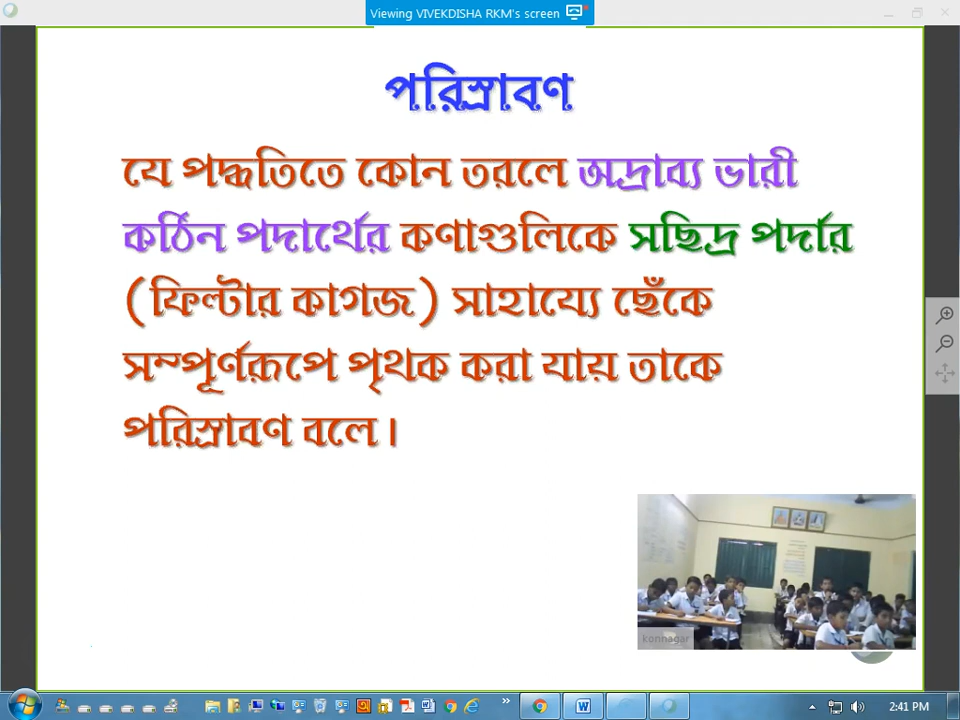 Viewing VIVEKDISHA RKM's screen
পরিস্রাবণ
যে পদ্ধতিতে কোন তরলে অদ্রাব্য ভারী
কঠিন পদার্থের কণাগুলিকে সছিদ্র পর্দার
(ফিল্টার কাগজ) সাহায্যে ছেঁকে
সম্পূর্ণরূপে পৃথক করা যায় তাকে
পরিস্রাবণ বলে।
konnagar
2:41 PM